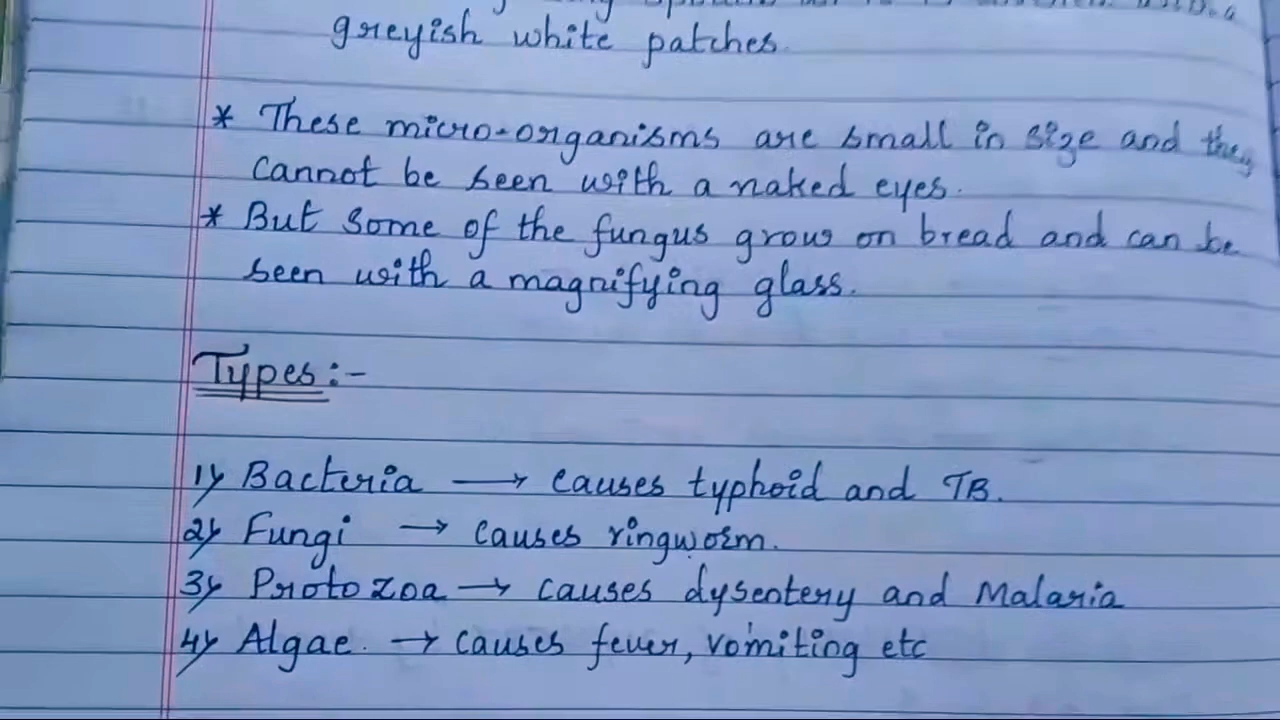 greyish white patches.
* These micro-organisms are small in size and they
cannot be seen with a naked eyes.
* But some of the fungus grows on bread and can be
seen with a magnifying glass.
Types :-
1) Bacteria → causes typhoid and TB.
2) Fungi → causes ringworm.
3) Protozoa → causes dysentery and Malaria
4) Algae. → causes fever, vomiting etc